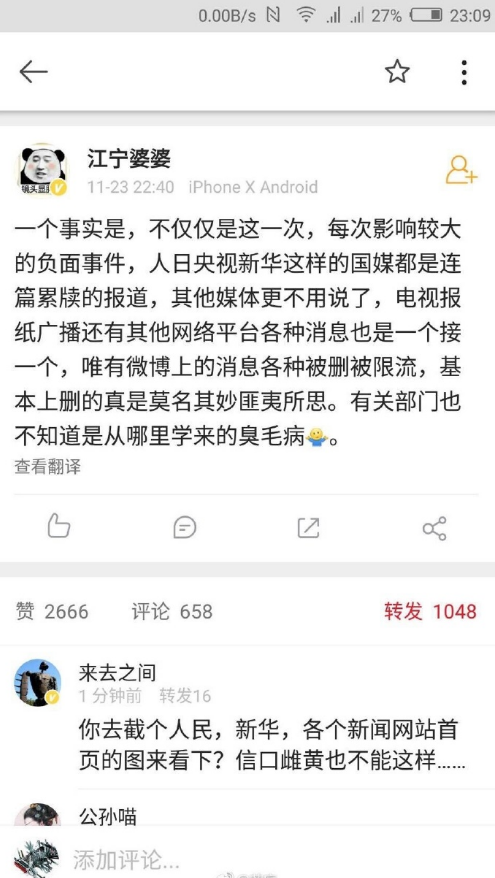 0.00B/s 27% 23:09
江宁婆婆
11-23 22:40 iPhone X Android
一个事实是，不仅仅是这一次，每次影响较大
的负面事件，人日央视新华这样的国媒都是连
篇累牍的报道，其他媒体更不用说了，电视报
纸广播还有其他网络平台各种消息也是一个接
一个，唯有微博上的消息各种被删被限流，基
本上删的真是莫名其妙匪夷所思。有关部门也
不知道是从哪里学来的臭毛病🤷。
查看翻译
赞 2666 评论 658 转发 1048
来去之间
1 分钟前 转发16
你去截个人民，新华，各个新闻网站首
页的图来看下？信口雌黄也不能这样......
公孙喵
添加评论...